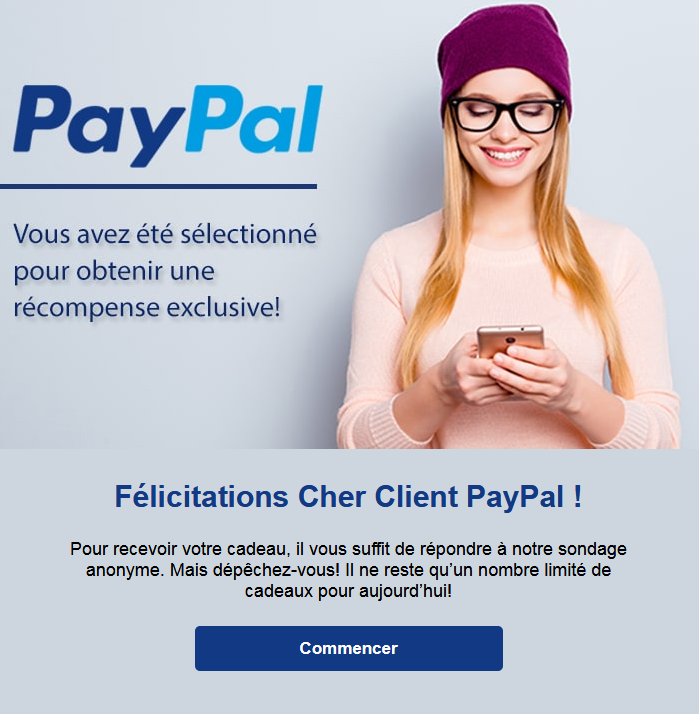 PayPal
Vous avez été sélectionné
pour obtenir une
récompense exclusive!
Félicitations Cher Client PayPal !
Pour recevoir votre cadeau, il vous suffit de répondre à notre sondage
anonyme. Mais dépêchez-vous! Il ne reste qu’un nombre limité de
cadeaux pour aujourd’hui!
Commencer